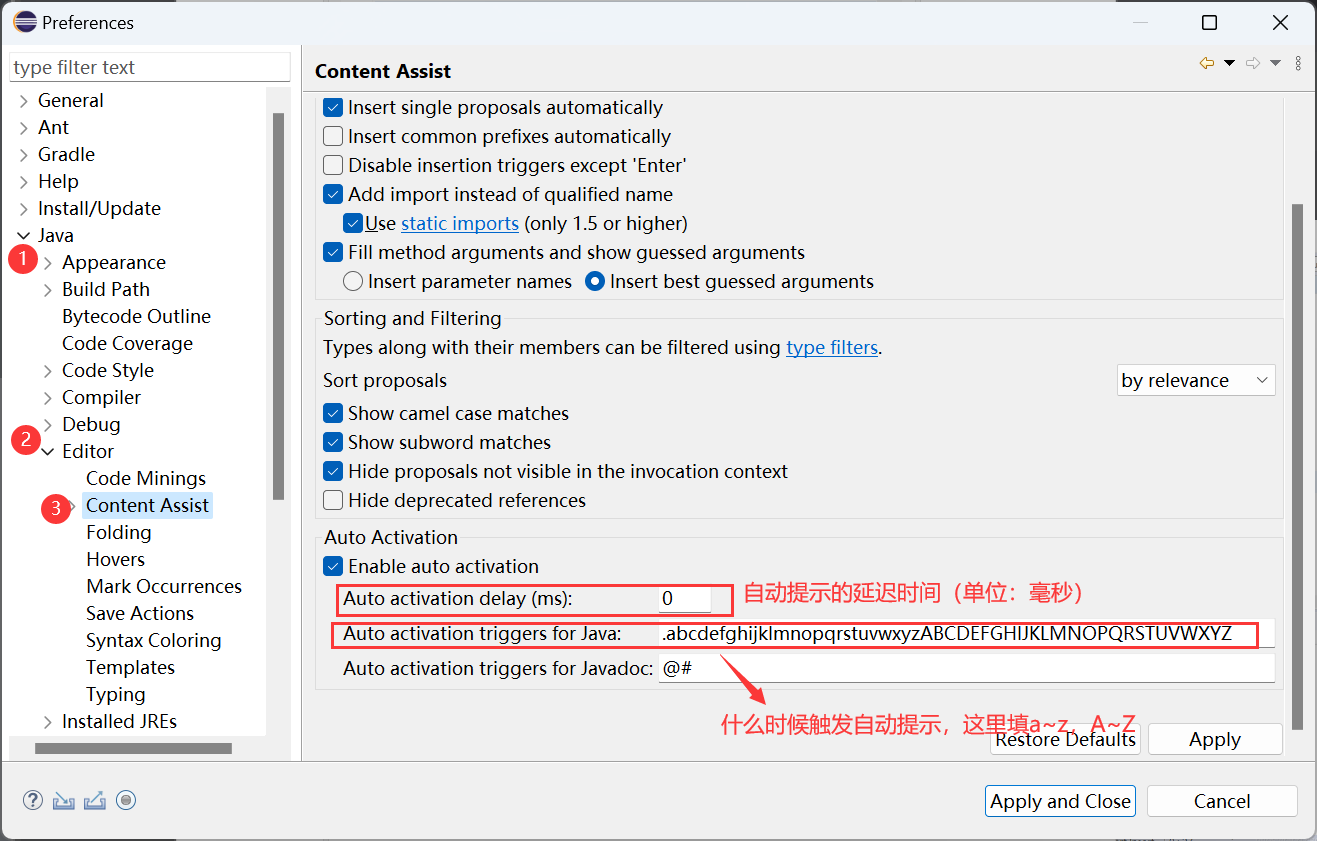 Preferences
type filter text
General
Ant
Gradle
Help
Install/Update
Java
1
Appearance
Build Path
Bytecode Outline
Code Coverage
Code Style
Compiler
Debug
2
Editor
Code Minings
3
Content Assist
Folding
Hovers
Mark Occurrences
Save Actions
Syntax Coloring
Templates
Typing
Installed JREs
Content Assist
Insert single proposals automatically
Insert common prefixes automatically
Disable insertion triggers except 'Enter'
Add import instead of qualified name
Use static imports (only 1.5 or higher)
Fill method arguments and show guessed arguments
Insert parameter names Insert best guessed arguments
Sorting and Filtering
Types along with their members can be filtered using type filters.
Sort proposals by relevance
Show camel case matches
Show subword matches
Hide proposals not visible in the invocation context
Hide deprecated references
Auto Activation
Enable auto activation
Auto activation delay (ms): 0 自动提示的延迟时间（单位：毫秒）
Auto activation triggers for Java: .abcdefghijklmnopqrstuvwxyzABCDEFGHIJKLMNOPQRSTUVWXYZ
Auto activation triggers for Javadoc: @#
什么时候触发自动提示，这里填a~z，A~Z
Restore Defaults Apply
? Apply and Close Cancel